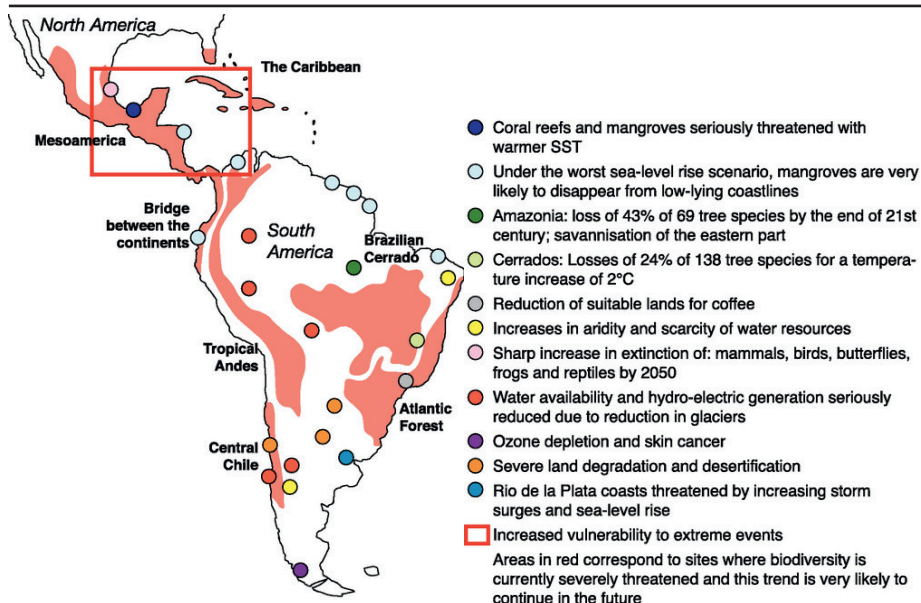 North America
The Caribbean
Mesoamerica
Bridge
between the
continents
South
America
Brazilian
Cerrado
Tropical
Andes
Atlantic
Forest
Central
Chile
Coral reefs and mangroves seriously threatened with
warmer SST
Under the worst sea-level rise scenario, mangroves are very
likely to disappear from low-lying coastlines
Amazonia: loss of 43% of 69 tree species by the end of 21st
century; savannisation of the eastern part
Cerrados: Losses of 24% of 138 tree species for a tempera-
ture increase of 2°C
Reduction of suitable lands for coffee
Increases in aridity and scarcity of water resources
Sharp increase in extinction of: mammals, birds, butterflies,
frogs and reptiles by 2050
Water availability and hydro-electric generation seriously
reduced due to reduction in glaciers
Ozone depletion and skin cancer
Severe land degradation and desertification
Rio de la Plata coasts threatened by increasing storm
surges and sea-level rise
Increased vulnerability to extreme events
Areas in red correspond to sites where biodiversity is
currently severely threatened and this trend is very likely to
continue in the future